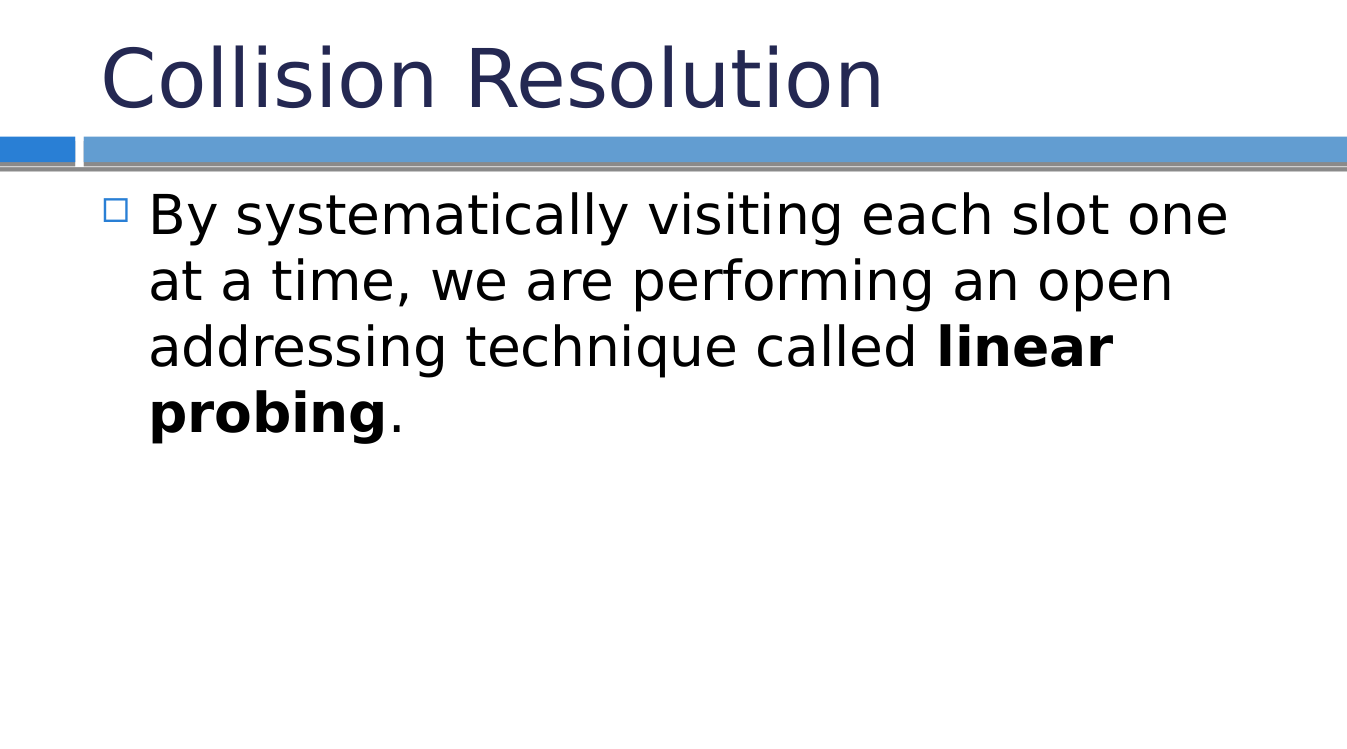 Collision Resolution
By systematically visiting each slot one
at a time, we are performing an open
addressing technique called linear
probing.